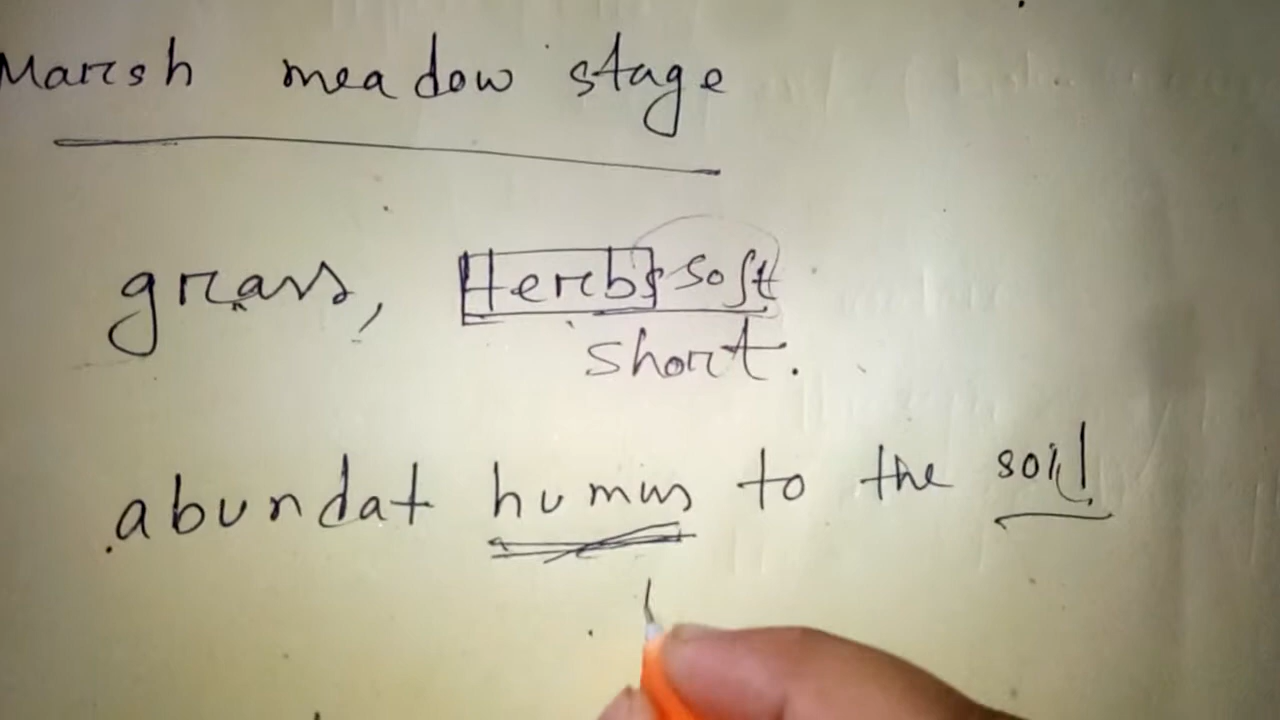 Marsh meadow stage
grass, Herbs soft
short.
abundat humus to the soil